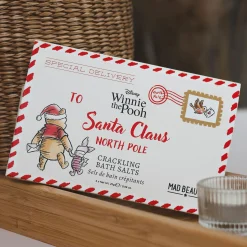 SPECIAL DELIVERY
Disney
Winnie
the Pooh
TO
Santa Claus
NORTH POLE
CRACKLING
BATH SALTS
Sels de bain crépitants
MAD BEAU